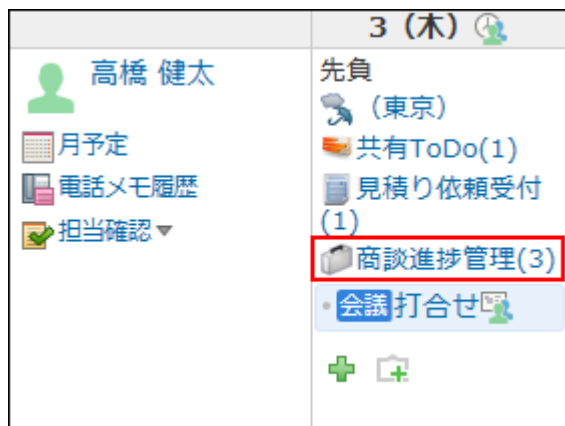 3（木）
高橋 健太
月予定
電話メモ履歴
担当確認▼
先負
（東京）
共有ToDo(1)
見積り依頼受付
(1)
商談進捗管理(3)
会議打合せ